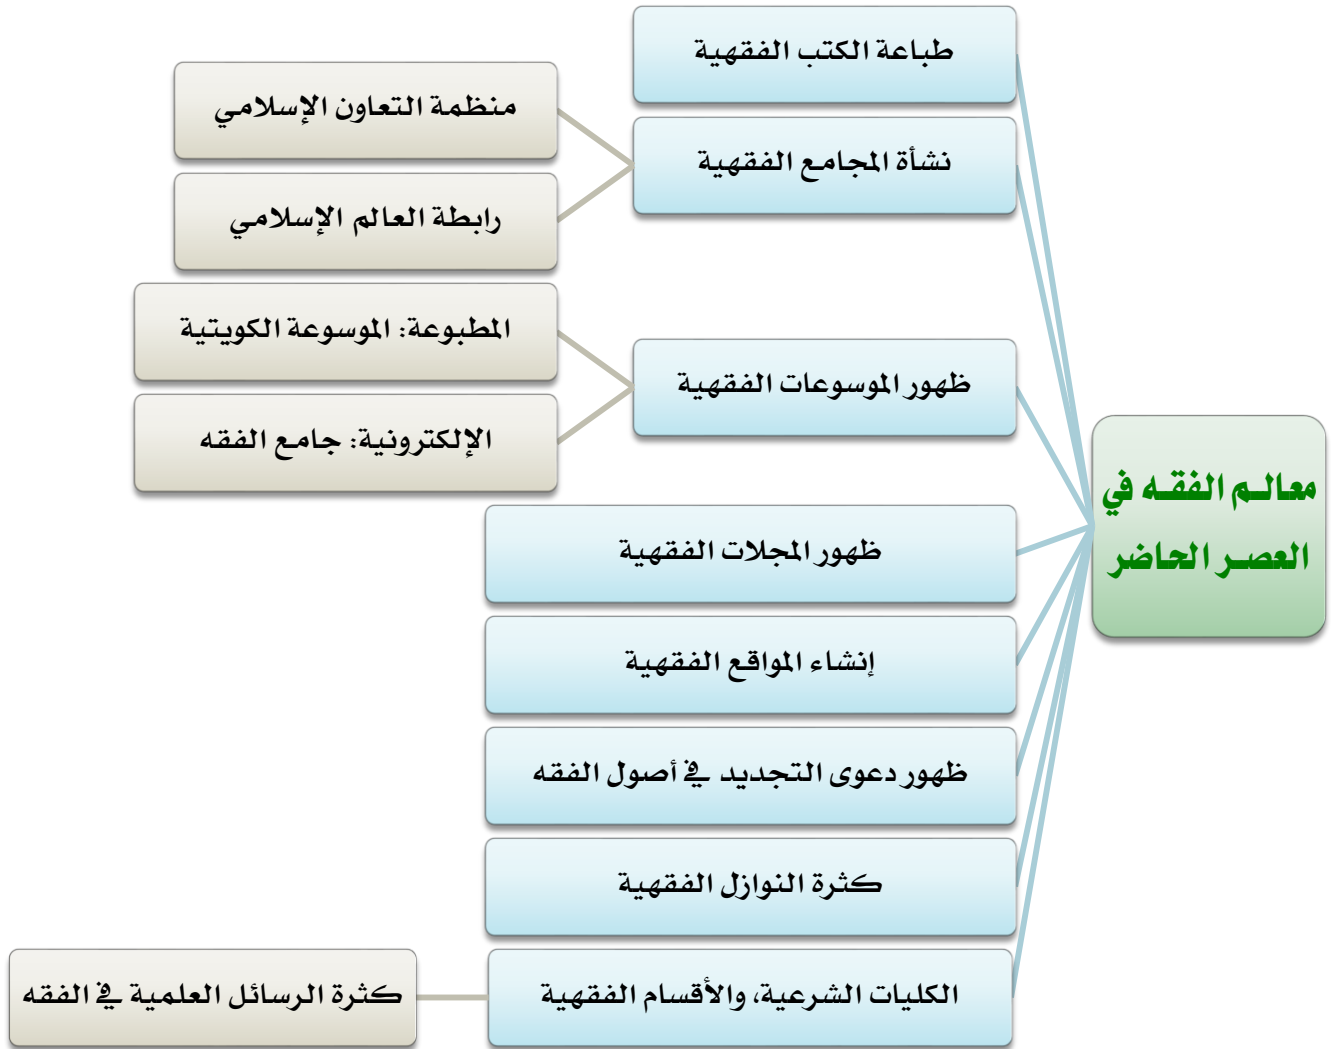 معالم الفقه في
العصر الحاضر
طباعة الكتب الفقهية
نشأة المجامع الفقهية
منظمة التعاون الإسلامي
رابطة العالم الإسلامي
ظهور الموسوعات الفقهية
المطبوعة: الموسوعة الكويتية
الإلكترونية: جامع الفقه
ظهور المجلات الفقهية
إنشاء المواقع الفقهية
ظهور دعوى التجديد في أصول الفقه
كثرة النوازل الفقهية
الكليات الشرعية، والأقسام الفقهية
كثرة الرسائل العلمية في الفقه